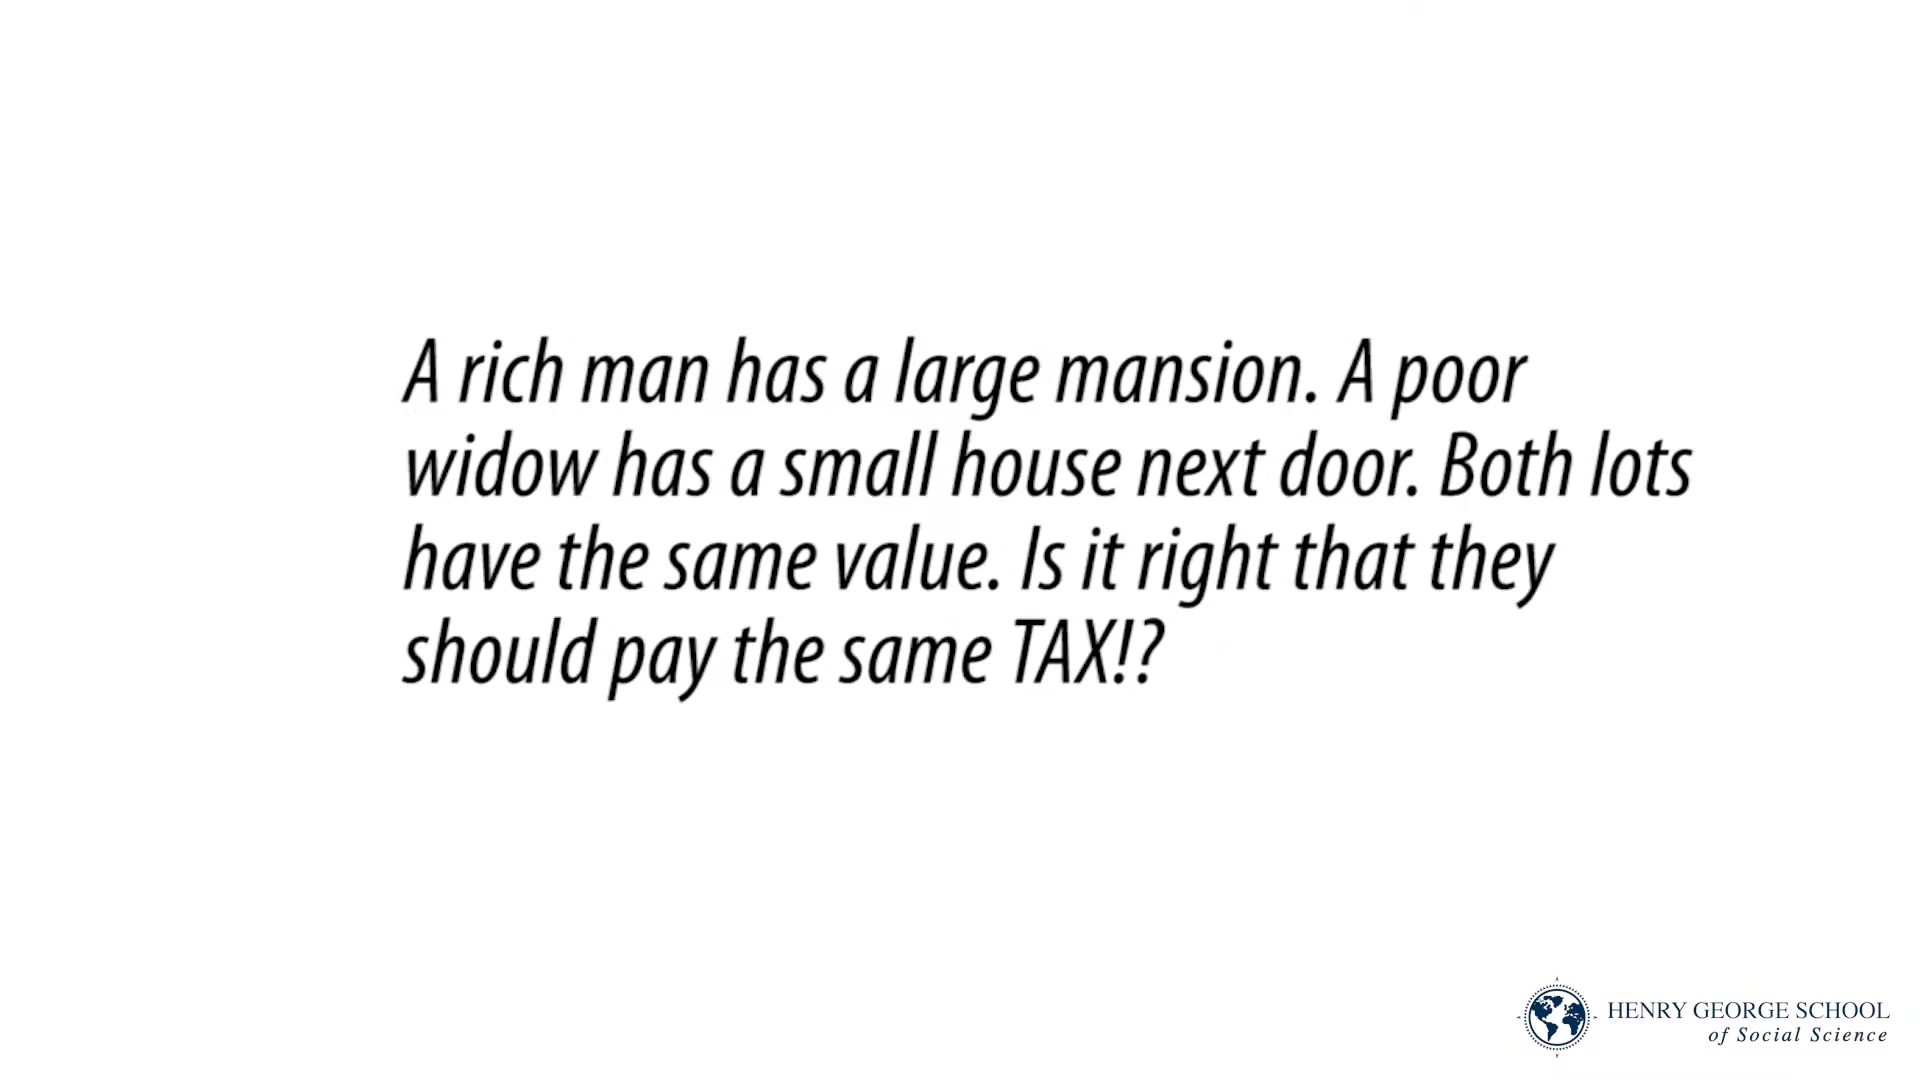 A rich man has a large mansion. A poor
widow has a small house next door. Both lots
have the same value. Is it right that they
should pay the same TAX!?
HENRY GEORGE SCHOOL
of Social Science